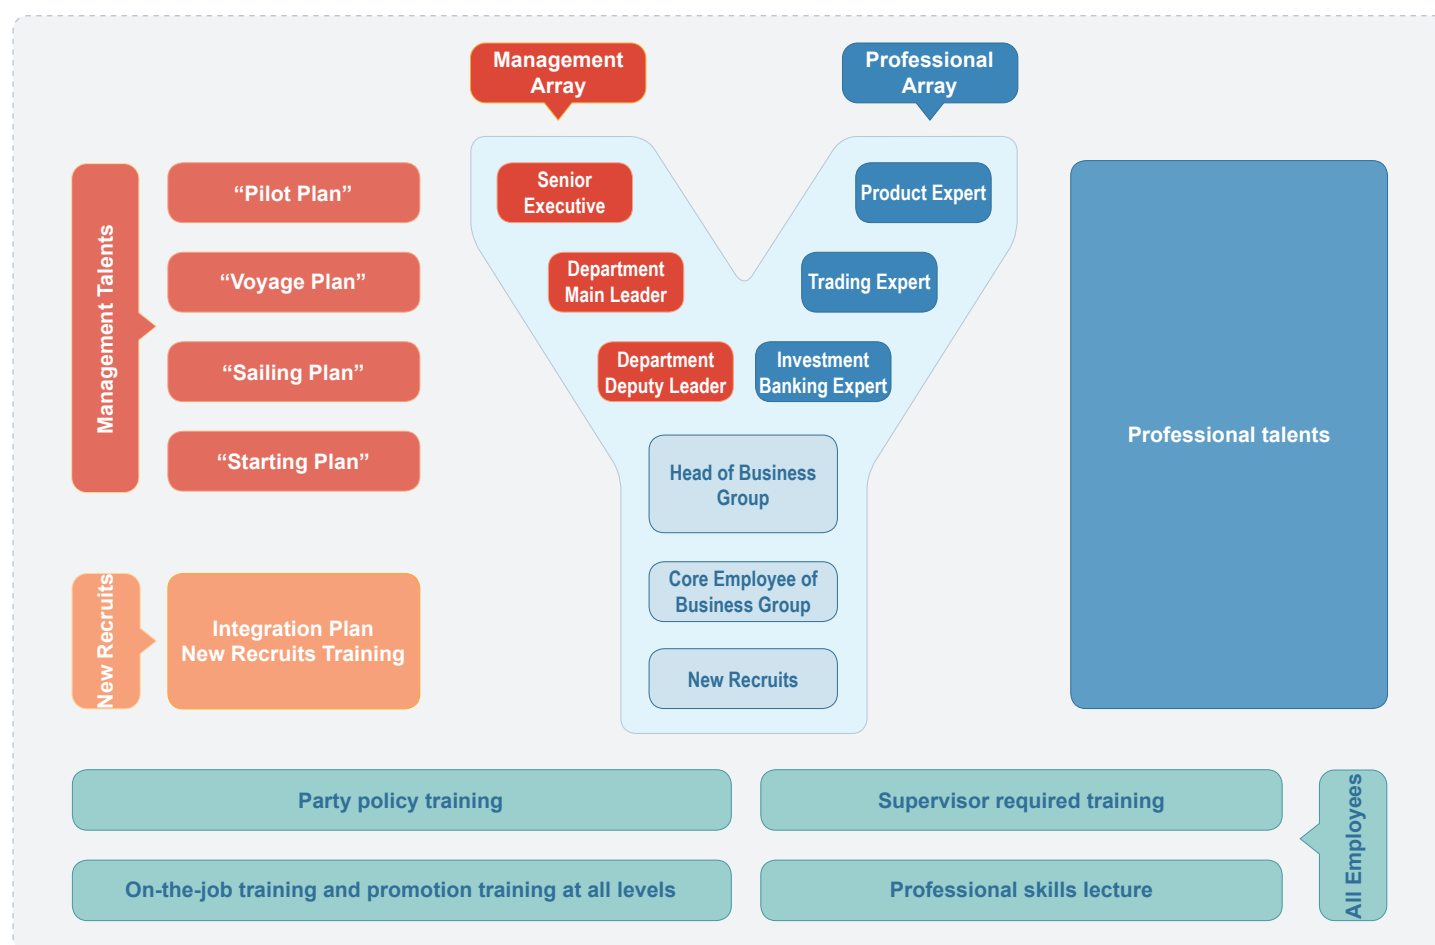 Management
Array
Professional
Array
Management Talents
“Pilot Plan”
“Voyage Plan”
“Sailing Plan”
“Starting Plan”
Senior
Executive
Department
Main Leader
Department
Deputy Leader
Product Expert
Trading Expert
Investment
Banking Expert
Head of Business
Group
Core Employee of
Business Group
New Recruits
Professional talents
New Recruits
Integration Plan
New Recruits Training
Party policy training
Supervisor required training
On-the-job training and promotion training at all levels
Professional skills lecture
All Employees